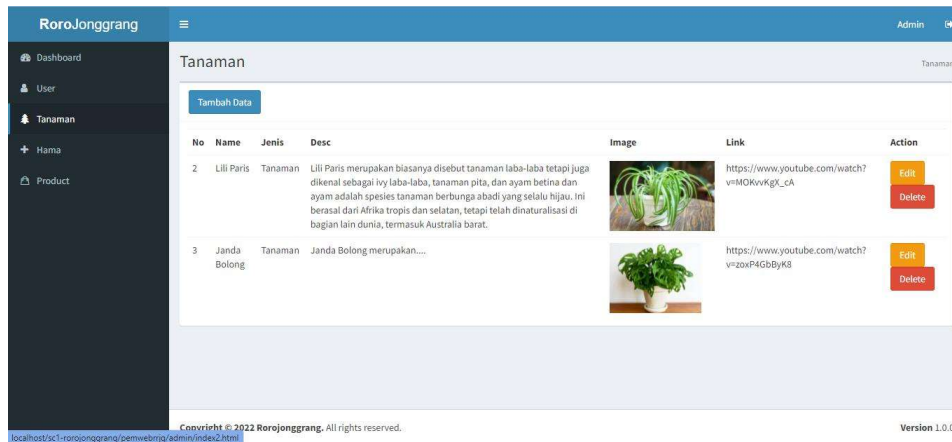 RoroJonggrang
Admin
Dashboard
User
Tanaman
Hama
Product
Tanaman
Tanaman
Tambah Data
No Name Jenis Desc Image Link Action
2 Lili Paris Tanaman Lili Paris merupakan biasanya disebut tanaman laba-laba tetapi juga https://www.youtube.com/watch? Edit
dikenal sebagai ivy laba-laba, tanaman pita, dan ayam betina dan v=MOKvvKgX_cA
ayam adalah spesies tanaman berbunga abadi yang selalu hijau. Ini Delete
berasal dari Afrika tropis dan selatan, tetapi telah dinaturalisasi di
bagian lain dunia, termasuk Australia barat.
3 Janda Tanaman Janda Bolong merupakan.... https://www.youtube.com/watch? Edit
Bolong v=zoxP4GbByK8
Delete
Copyright © 2022 Rorojonggrang. All rights reserved.
Version 1.0.0
localhost/sc1-rorojonggrang/pemwebrrjg/admin/index2.html